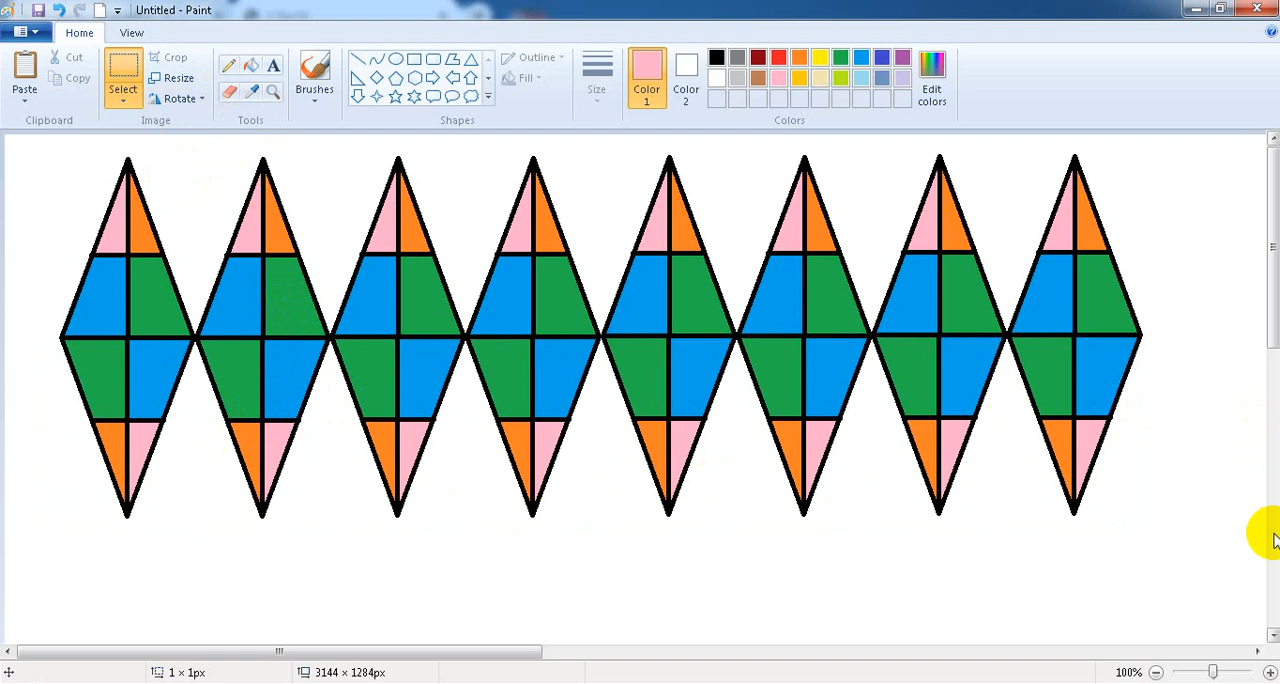 Untitled - Paint
Home View
Paste
Cut
Copy
Clipboard
Select
Crop
Resize
Rotate
Image
A
Tools
Brushes
Outline
Fill
Shapes
Size
Color 1
Color 2
Edit colors
Colors
1 × 1px
3144 × 1284px
100%